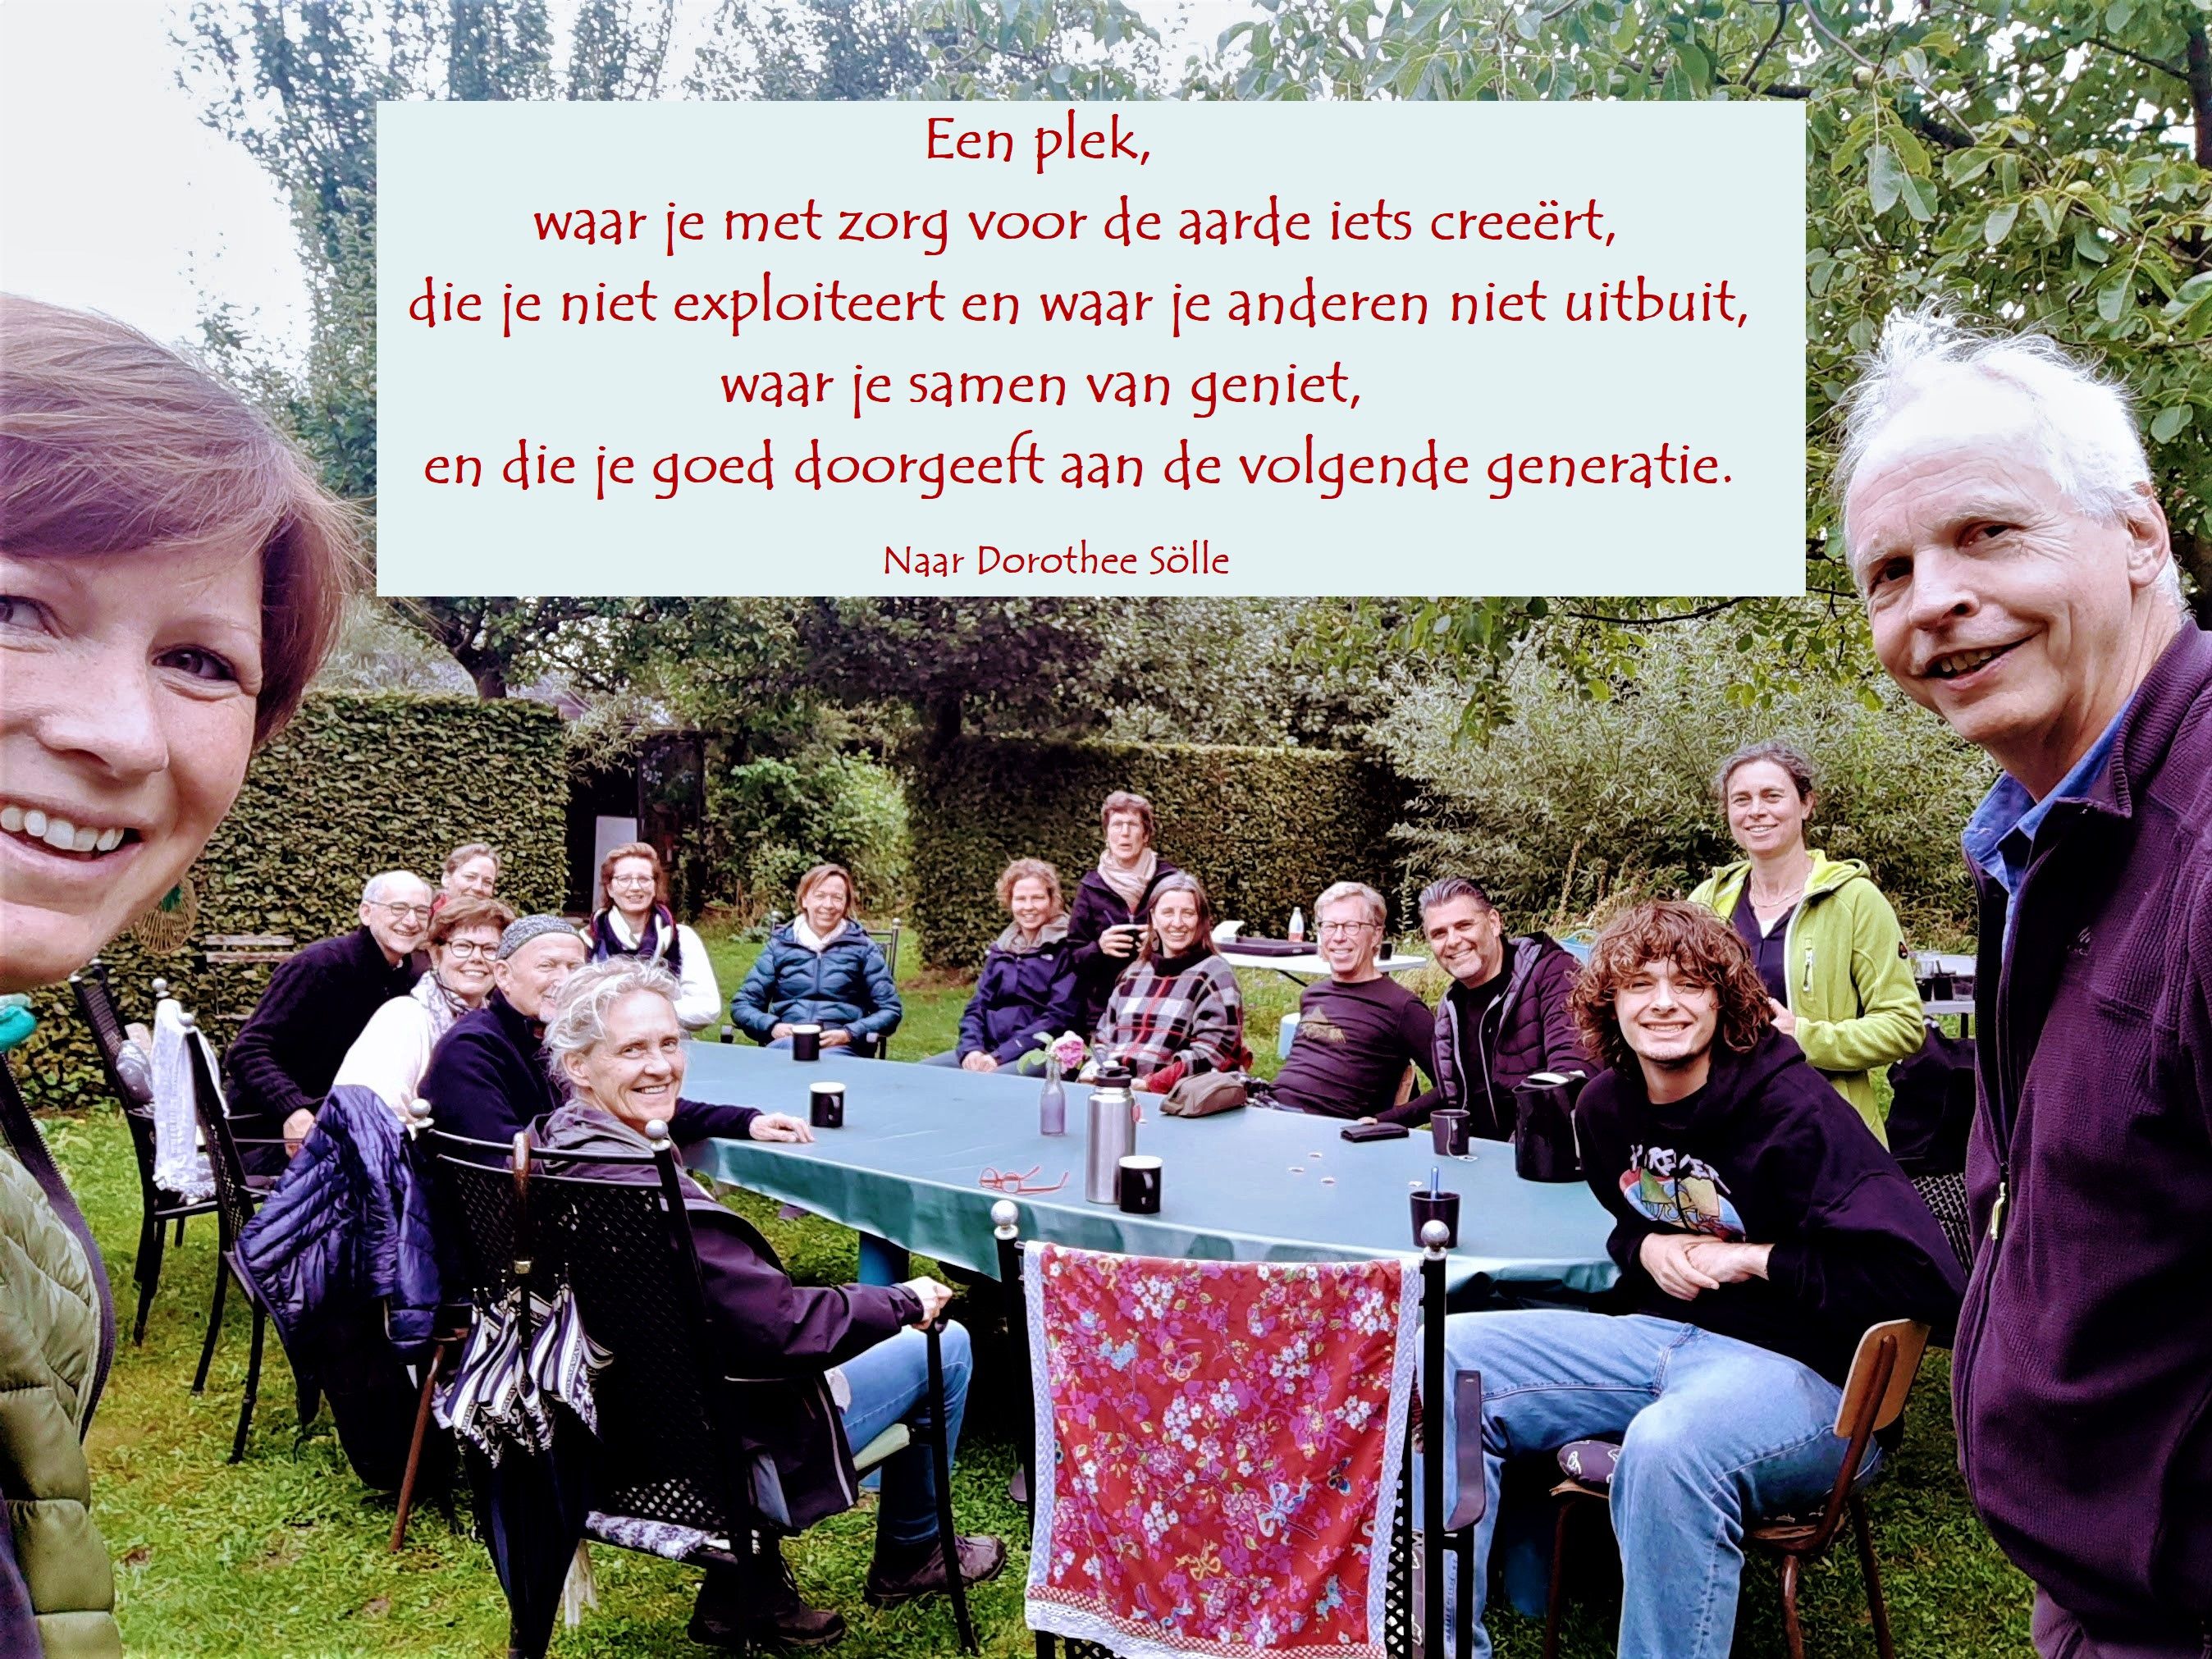 Een plek,
waar je met zorg voor de aarde iets creeërt,
die je niet exploiteert en waar je anderen niet uitbuit,
waar je samen van geniet,
en die je goed doorgeeft aan de volgende generatie.
Naar Dorothee Sölle